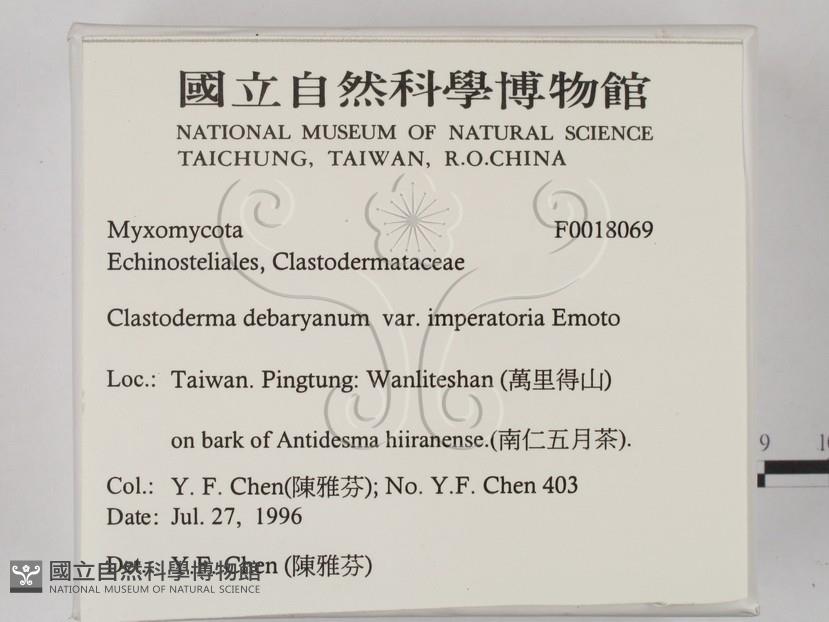 國立自然科學博物館
NATIONAL MUSEUM OF NATURAL SCIENCE
TAICHUNG, TAIWAN, R.O.CHINA
Myxomycota F0018069
Echinosteliales, Clastodermataceae
Clastoderma debaryanum var. imperatoria Emoto
Loc.: Taiwan. Pingtung: Wanliteshan (萬里得山)
on bark of Antidesma hiiranense.(南仁五月茶).
Col.: Y. F. Chen(陳雅芬); No. Y.F. Chen 403
Date: Jul. 27, 1996
Det.: Y.F. Chen (陳雅芬)
國立自然科學博物館
NATIONAL MUSEUM OF NATURAL SCIENCE
9